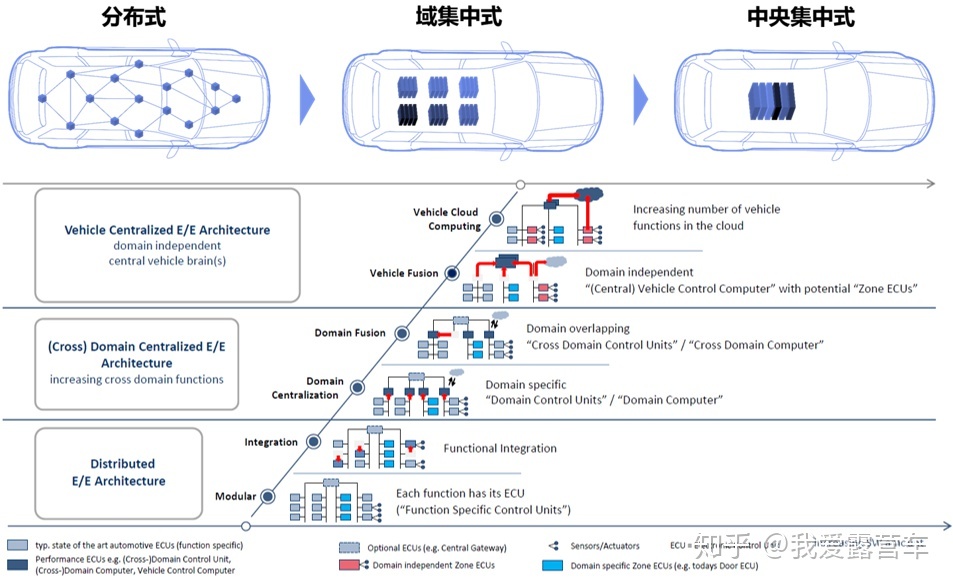 分布式
域集中式
中央集中式
Vehicle Centralized E/E Architecture
domain independent
central vehicle brain(s)
Vehicle Cloud
Computing
Increasing number of vehicle
functions in the cloud
Vehicle Fusion
Domain independent
“(Central) Vehicle Control Computer” with potential “Zone ECUs”
(Cross) Domain Centralized E/E
Architecture
increasing cross domain functions
Domain Fusion
Domain overlapping
“Cross Domain Control Units” / “Cross Domain Computer”
Domain
Centralization
Domain specific
“Domain Control Units” / “Domain Computer”
Distributed
E/E Architecture
Integration
Functional Integration
Modular
Each function has its ECU
(“Function Specific Control Units”)
typ. state of the art automotive ECUs (function specific)
Performance ECUs e.g. (Cross-)Domain Control Unit,
(Cross-)Domain Computer, Vehicle Control Computer
Optional ECUs (e.g. Central Gateway)
Domain independent Zone ECUs
Sensors/Actuators
Domain specific Zone ECUs (e.g. todays Door ECU)
ECU =
知乎 @我爱露营车